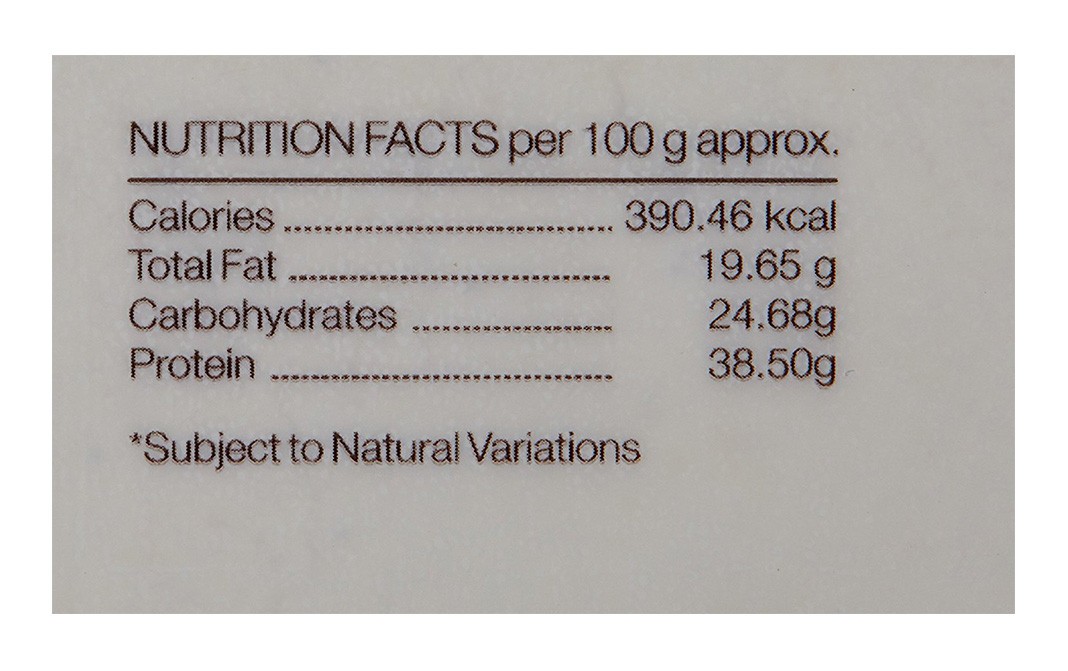 NUTRITION FACTS per 100 g approx.
Calories ................................. 390.46 kcal
Total Fat ................................. 19.65 g
Carbohydrates ........................ 24.68g
Protein ................................... 38.50g
*Subject to Natural Variations